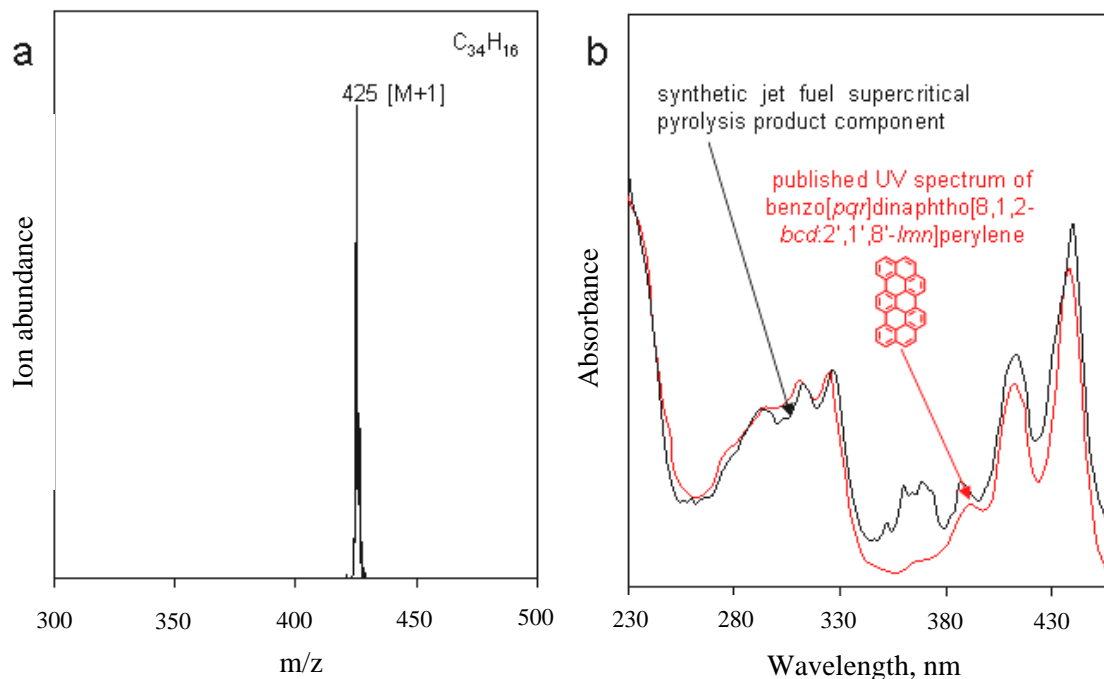 a
C34H16
425 [M+1]
Ion abundance
300
350
400
450
500
m/z
b
synthetic jet fuel supercritical
pyrolysis product component
published UV spectrum of
benzo[pqr]dinaphtho[8,1,2-
bcd:2',1',8'-lmn]perylene
Absorbance
230
280
330
380
430
Wavelength, nm